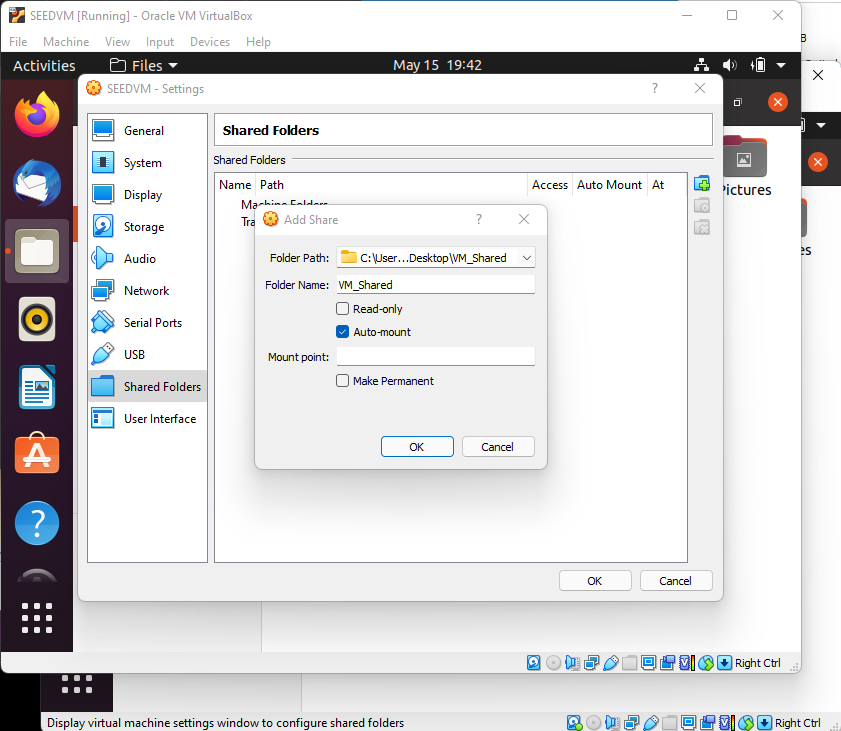 SEEDVM [Running] - Oracle VM VirtualBox
File Machine View Input Devices Help
Activities Files May 15 19:42
SEEDVM - Settings ?
General
System
Display
Storage
Audio
Network
Serial Ports
USB
Shared Folders
User Interface
Shared Folders
Shared Folders
Name Path Access Auto Mount At
Machine Folders
Add Share ?
Folder Path: C:\User...Desktop\VM_Shared
Folder Name: VM_Shared
Read-only
Auto-mount
Mount point:
Make Permanent
OK Cancel
OK Cancel
Pictures
Right Ctrl
Display virtual machine settings window to configure shared folders
Right Ctrl